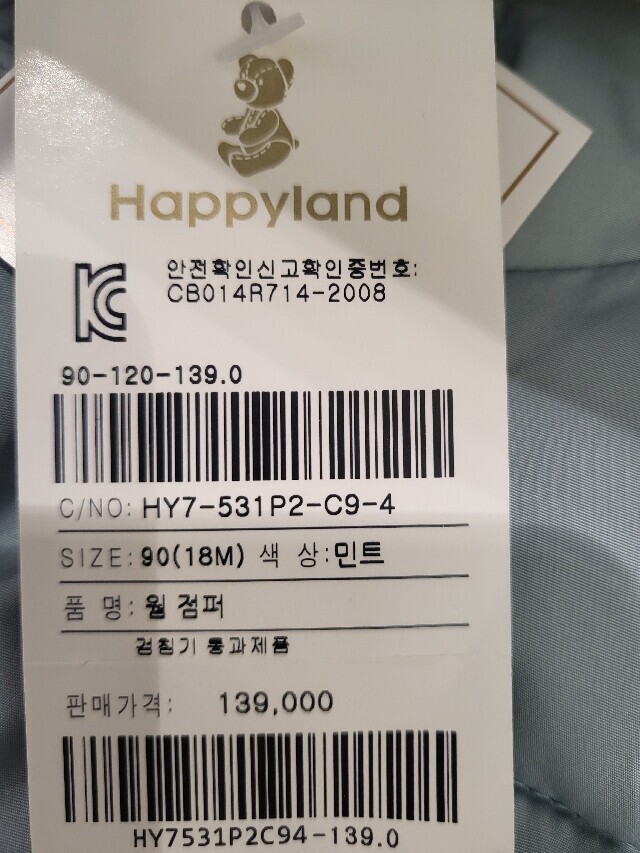 Happyland
안전확인신고확인증번호:
CB014R714-2008
90-120-139.0
C/NO: HY7-531P2-C9-4
SIZE: 90(18M) 색 상:민트
품 명: 월 점퍼
검침기 통과제품
판매가격: 139,000
HY7531P2C94-139.0